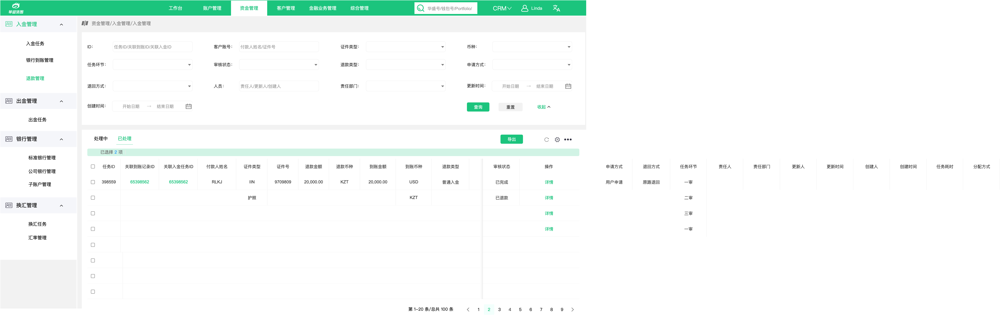 華盛集團
工作台 账户管理 资金管理 客户管理 金融业务管理 综合管理 华盛号/钱包号/Portfolio/ CRM Linda
入金管理
入金任务
银行到账管理
退款管理
出金管理
出金任务
银行管理
标准银行管理
公司银行管理
子账户管理
换汇管理
换汇任务
汇率管理
资金管理/入金管理/入金管理
ID: 任务ID/关联到账ID/关联入金ID 客户账号: 付款人姓名/证件号 证件类型: 币种:
任务环节: 审核状态: 退款类型: 申请方式:
退回方式: 人员: 责任人/更新人/创建人 责任部门: 更新时间: 开始日期 → 结束日期
创建时间: 开始日期 → 结束日期 查询 重置 收起
处理中 已处理 导出
已选择 2 项
任务ID 关联到账记录ID 关联入金任务ID 付款人姓名 证件类型 证件号 退款金额 退款币种 到账金额 到账币种 退款类型 审核状态 操作 申请方式 退回方式 任务环节 责任人 责任部门 更新人 更新时间 创建人 创建时间 任务耗时 分配方式
398559 65398562 65398562 RLKJ IIN 9709809 20,000.00 KZT 20,000.00 USD 普通入金 已完成 详情 用户申请 原路退回 一审
护照 KZT 已退款 详情 二审
详情 三审
详情 一审
第 1-20 条/总共 100 条 1 2 3 4 5 6 7 8 9